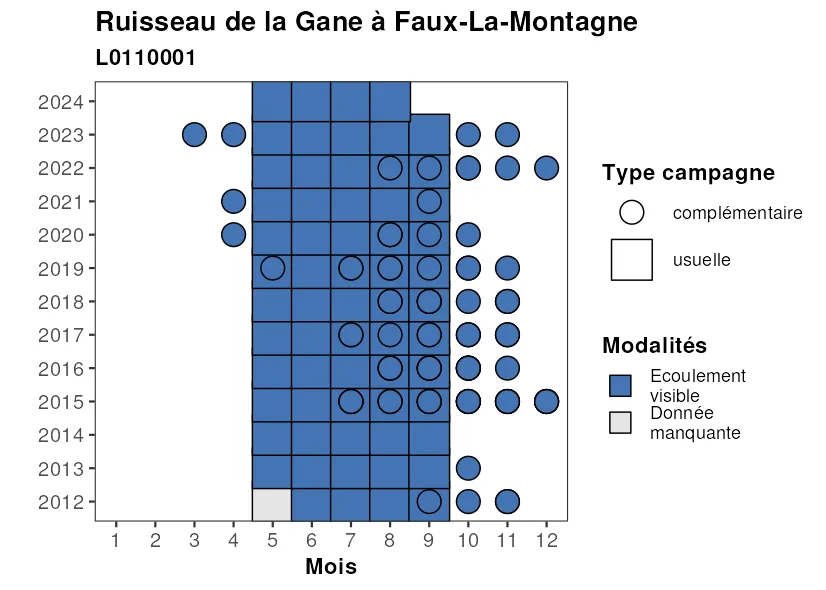 Ruisseau de la Gane à Faux-La-Montagne
L0110001
2024
2023
2022
2021
2020
2019
2018
2017
2016
2015
2014
2013
2012
1 2 3 4 5 6 7 8 9 10 11 12
Mois
Type campagne
complémentaire
usuelle
Modalités
Ecoulement
visible
Donnée
manquante